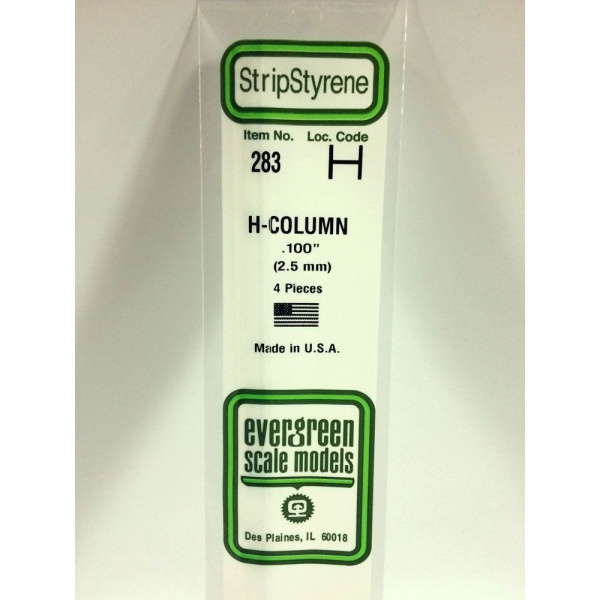 StripStyrene
Item No. Loc. Code
283 H
H-COLUMN
.100"
(2.5 mm)
4 Pieces
Made in U.S.A.
evergreen
scale models
Des Plaines, IL 60018